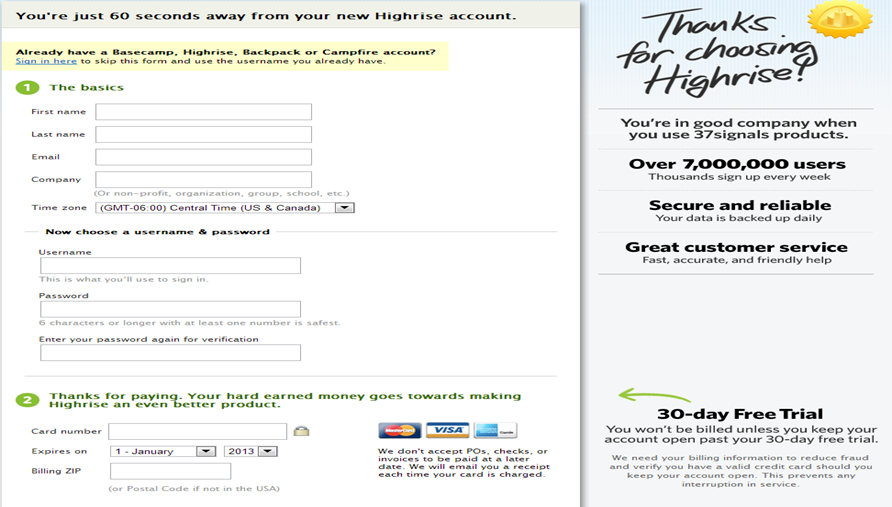 You're just 60 seconds away from your new Highrise account.
Already have a Basecamp, Highrise, Backpack or Campfire account?
Sign in here to skip this form and use the username you already have.
1 The basics
First name
Last name
Email
Company
(Or non-profit, organization, group, school, etc.)
Time zone (GMT-06:00) Central Time (US & Canada)
Now choose a username & password
Username
This is what you'll use to sign in.
Password
6 characters or longer with at least one number is safest.
Enter your password again for verification
2 Thanks for paying. Your hard earned money goes towards making
Highrise an even better product.
Card number
MasterCard VISA
Expires on 1 - January 2013
Billing ZIP
(or Postal Code if not in the USA)
We don't accept POs, checks, or
invoices to be paid at a later
date. We will email you a receipt
each time your card is charged.
Thanks
for choosing
Highrise!
You're in good company when
you use 37signals products.
Over 7,000,000 users
Thousands sign up every week
Secure and reliable
Your data is backed up daily
Great customer service
Fast, accurate, and friendly help
30-day Free Trial
You won't be billed unless you keep your
account open past your 30-day free trial.
We need your billing information to reduce fraud
and verify you have a valid credit card should you
keep your account open. This prevents any
interruption in service.